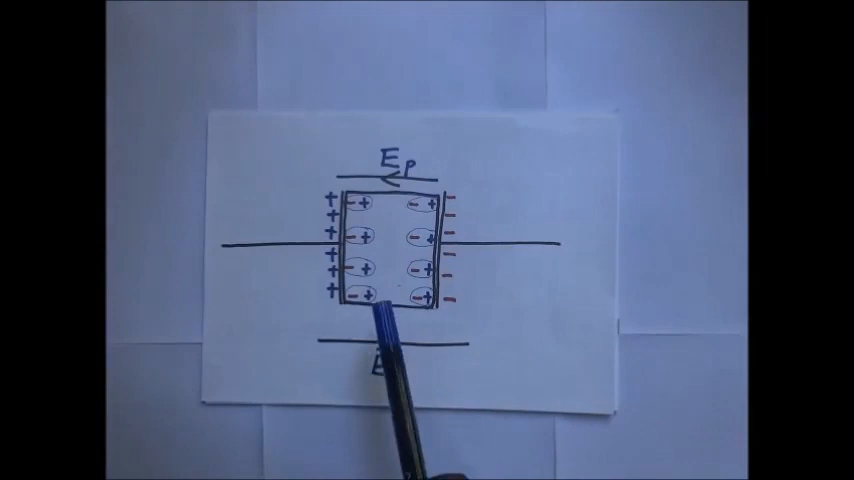 Ep
+ - + - + -
+ -
+ - + - + -
+ -
+ - + - + -
+ - + - + -
E